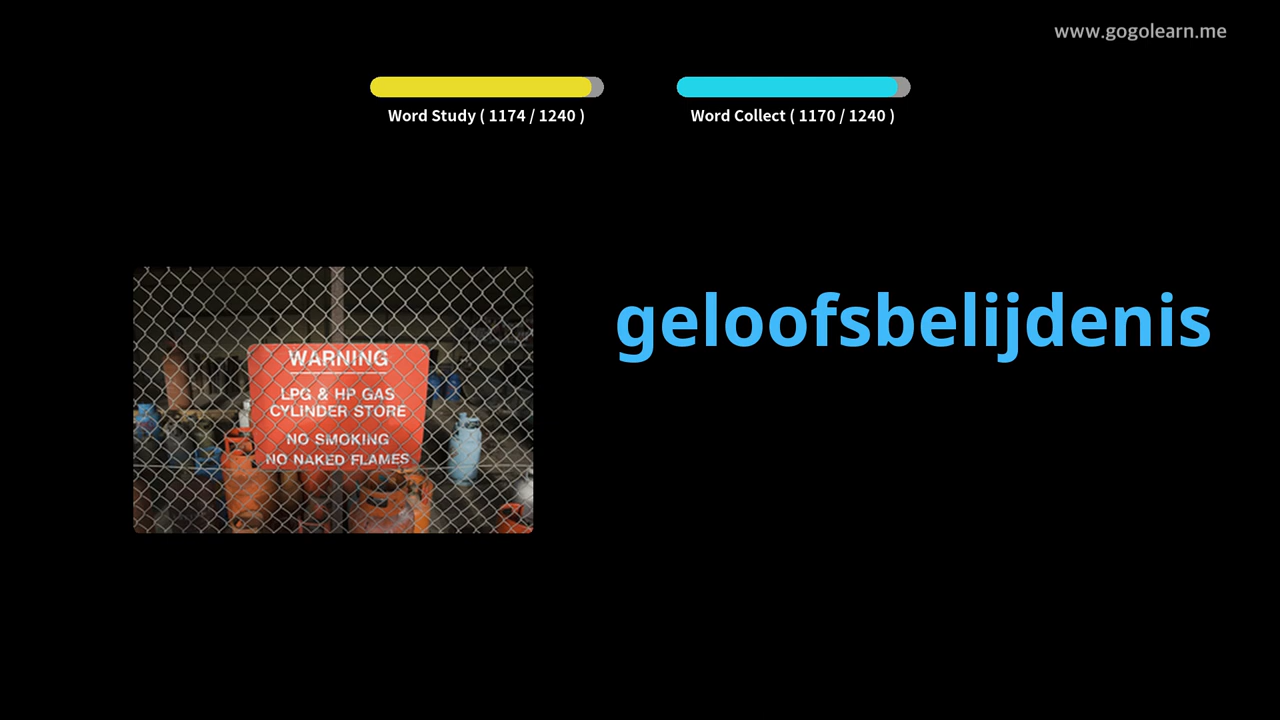 www.gogolearn.me
Word Study ( 1174 / 1240 )
Word Collect ( 1170 / 1240 )
geloofsbelijdenis
WARNING
LPG & HP GAS
CYLINDER STORE
NO SMOKING
NO NAKED FLAMES